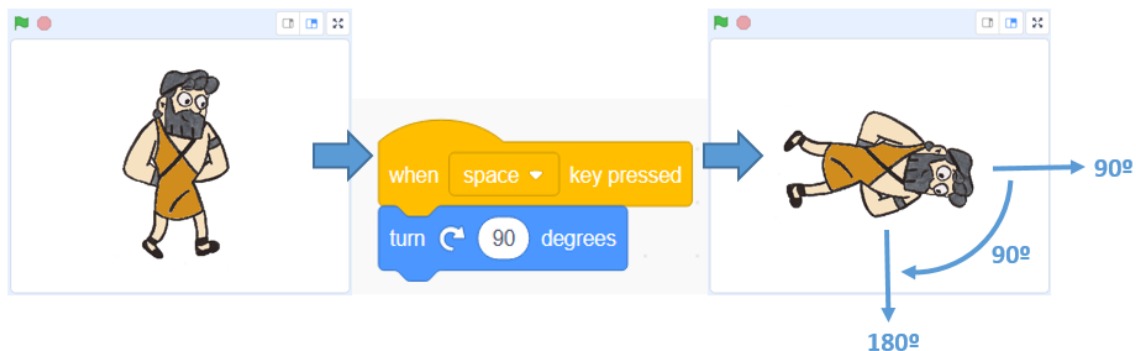 when space key pressed
turn 90 degrees
90º
90º
180º